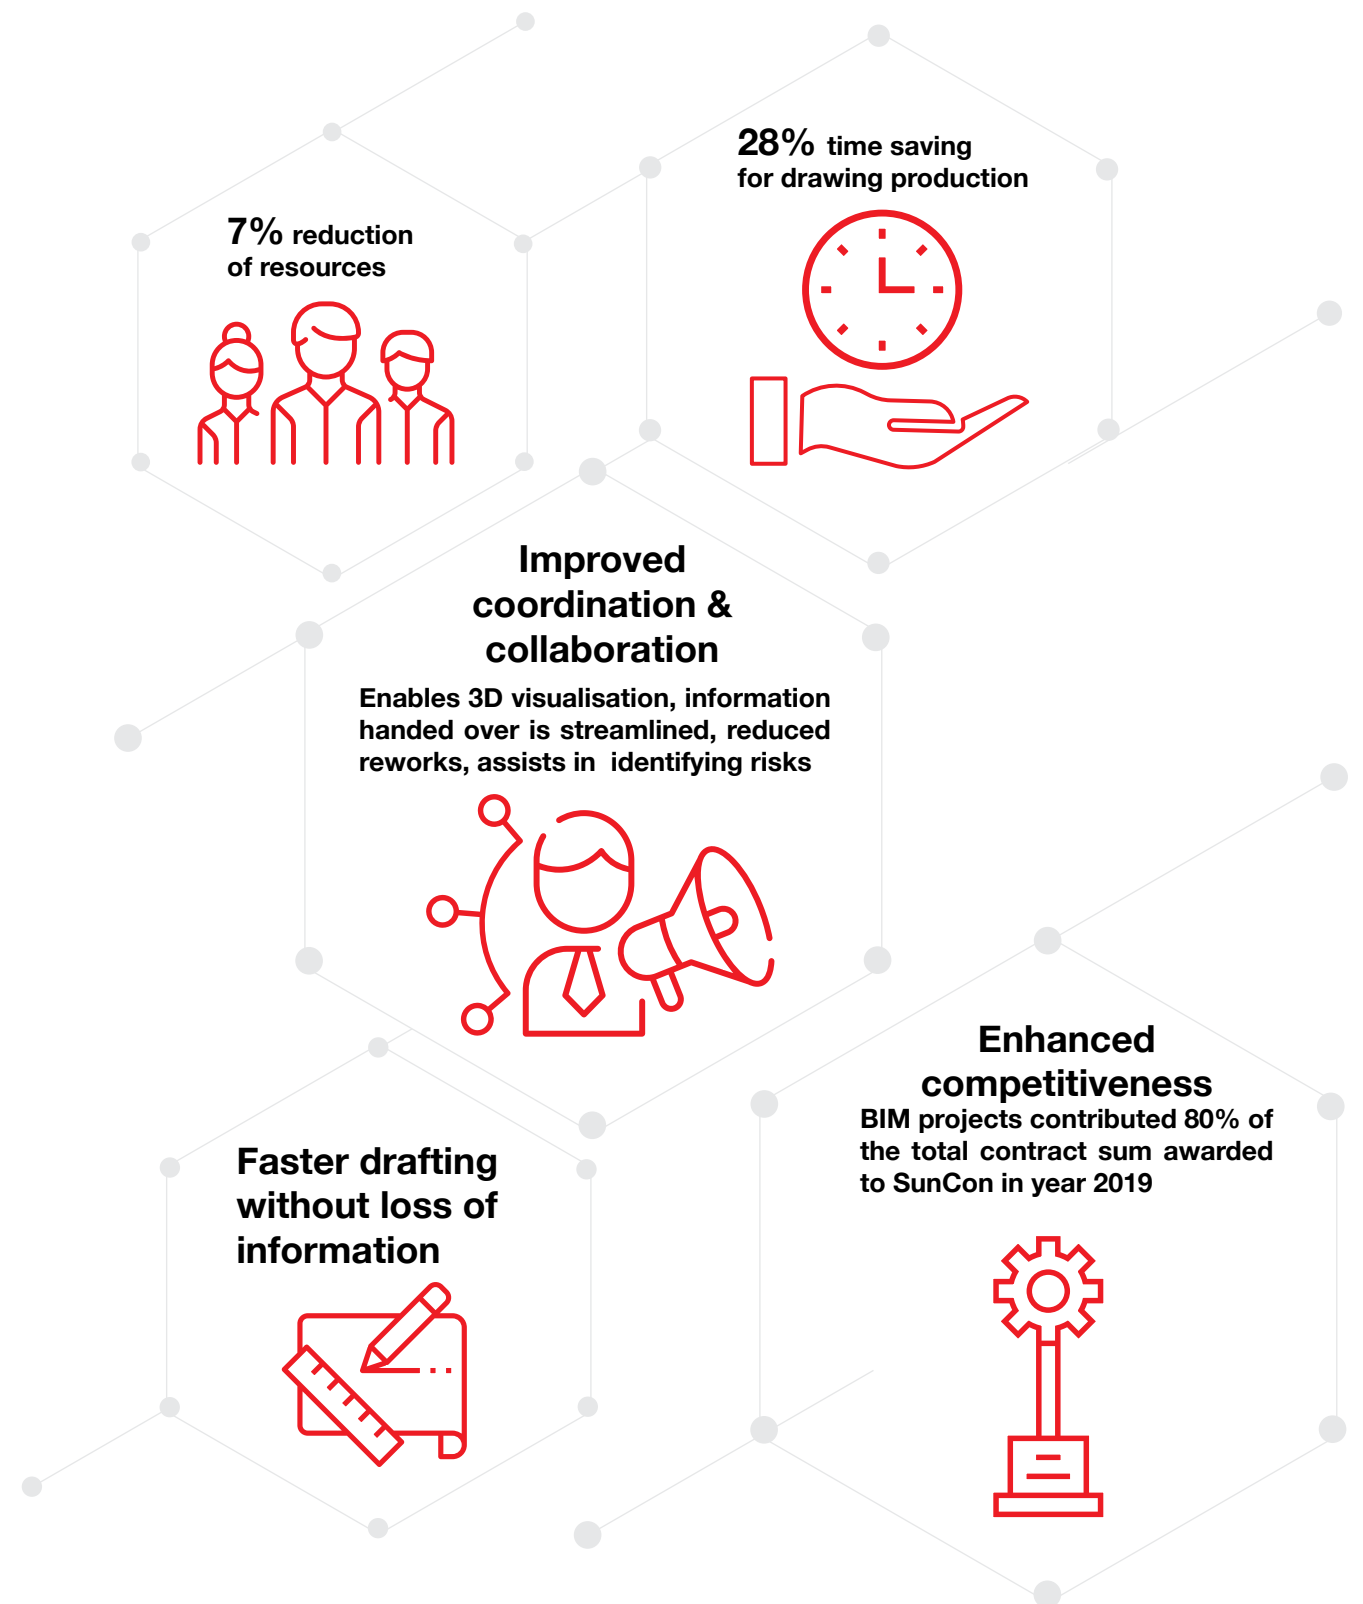 7% reduction
of resources
28% time saving
for drawing production
Improved
coordination &
collaboration
Enables 3D visualisation, information
handed over is streamlined, reduced
reworks, assists in identifying risks
Faster drafting
without loss of
information
Enhanced
competitiveness
BIM projects contributed 80% of
the total contract sum awarded
to SunCon in year 2019